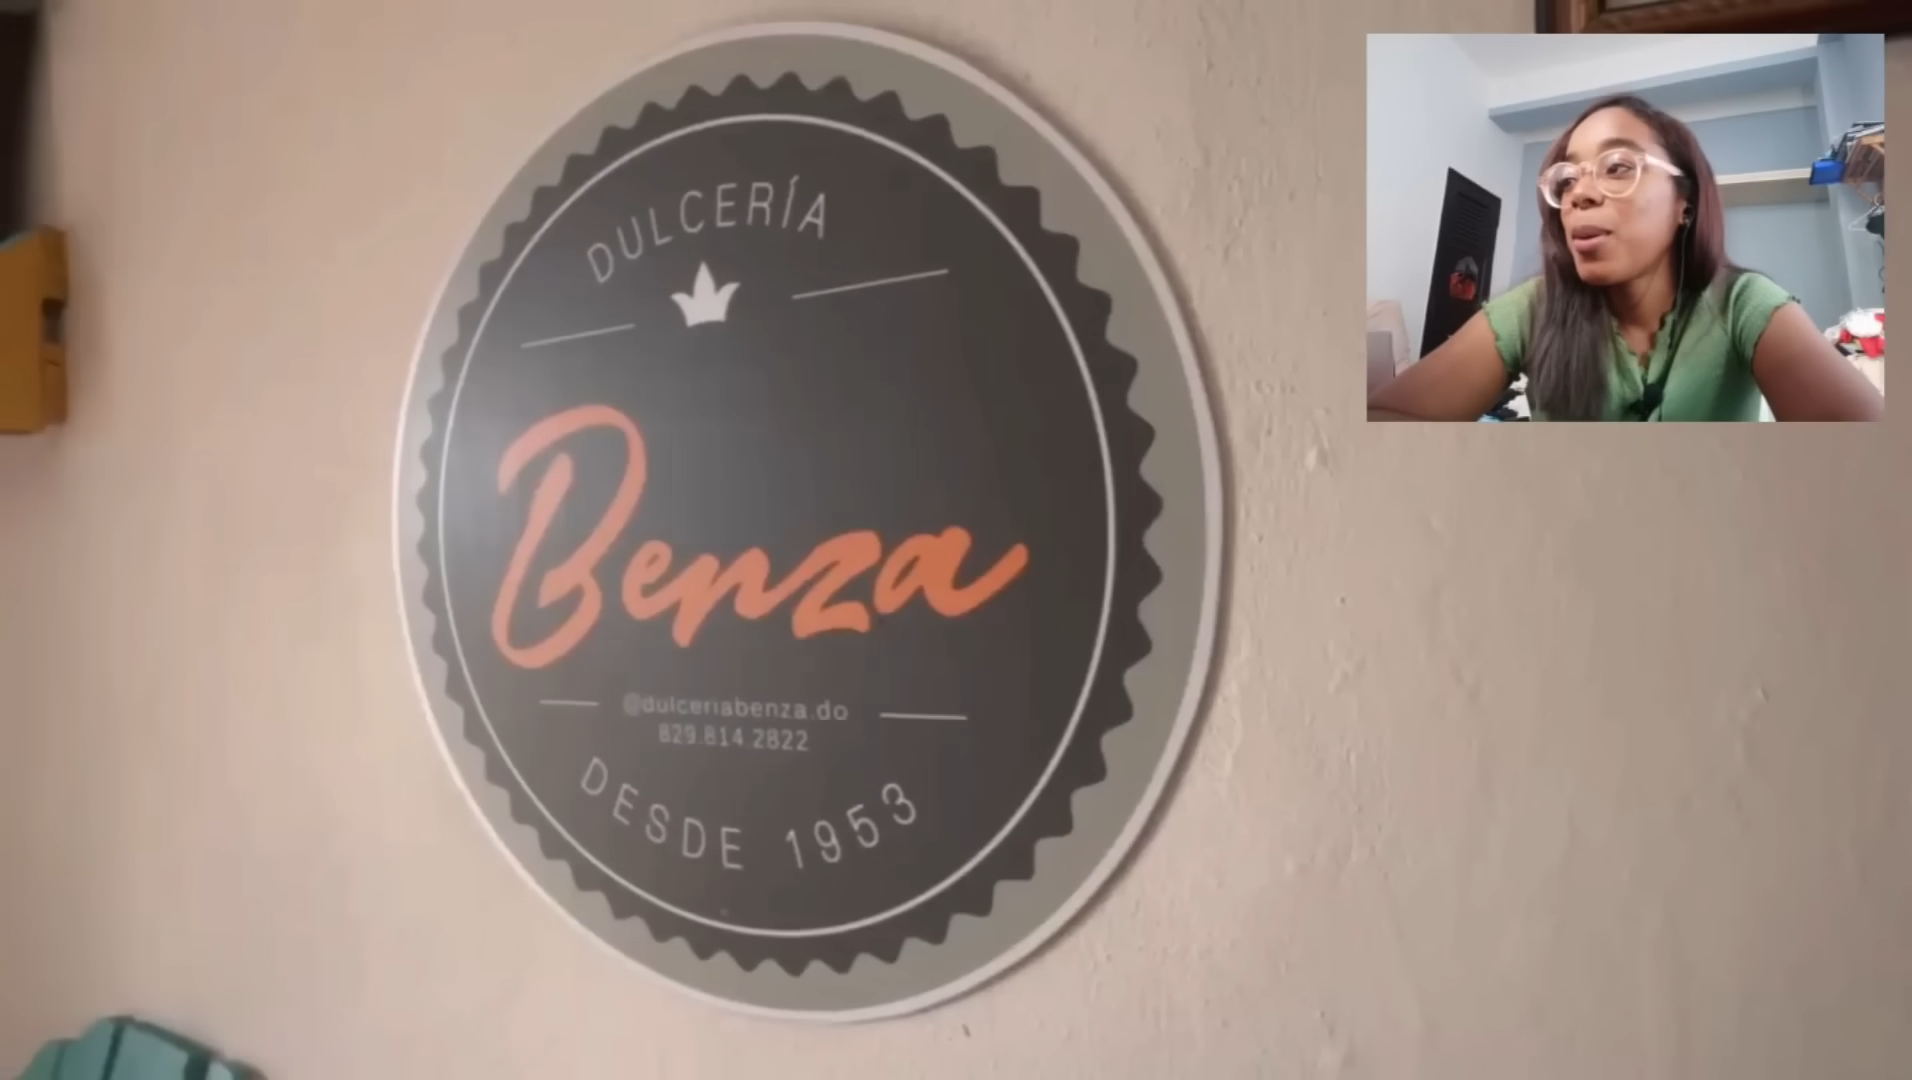 DULCERÍA
Benza
@dulceriabenza.do
829.814.2822
DESDE 1953